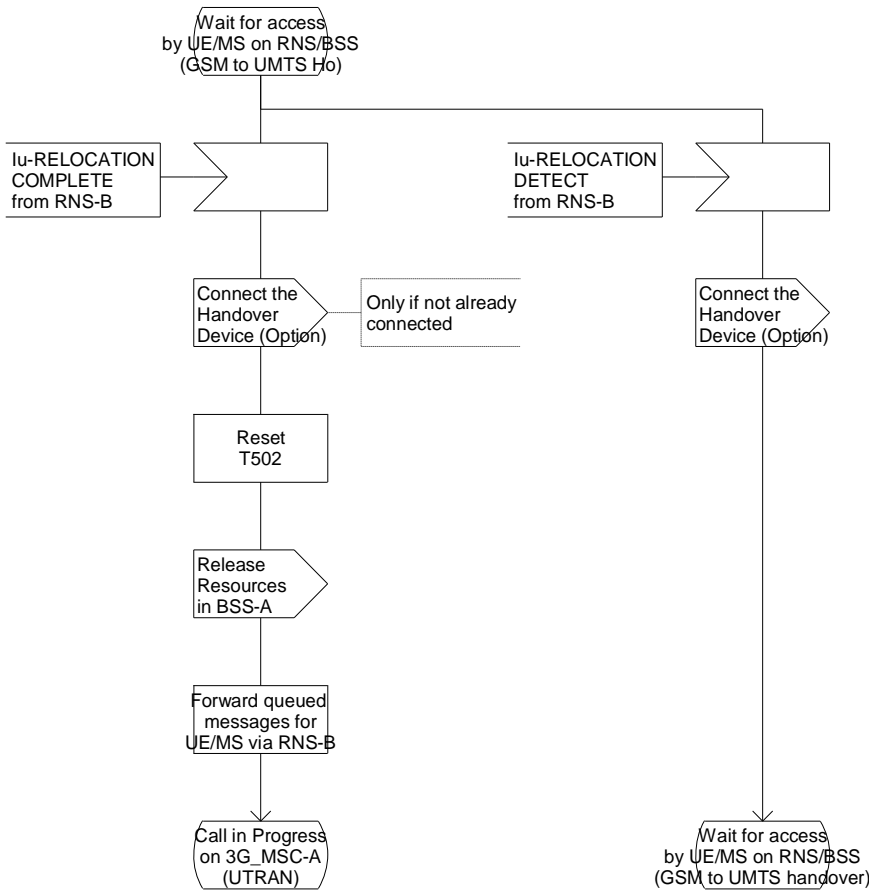 Wait for access
by UE/MS on RNS/BSS
(GSM to UMTS Ho)
Iu-RELOCATION
COMPLETE
from RNS-B
Iu-RELOCATION
DETECT
from RNS-B
Connect the
Handover
Device (Option)
Only if not already
connected
Connect the
Handover
Device (Option)
Reset
T502
Release
Resources
in BSS-A
Forward queued
messages for
UE/MS via RNS-B
Call in Progress
on 3G_MSC-A
(UTRAN)
Wait for access
by UE/MS on RNS/BSS
(GSM to UMTS handover)